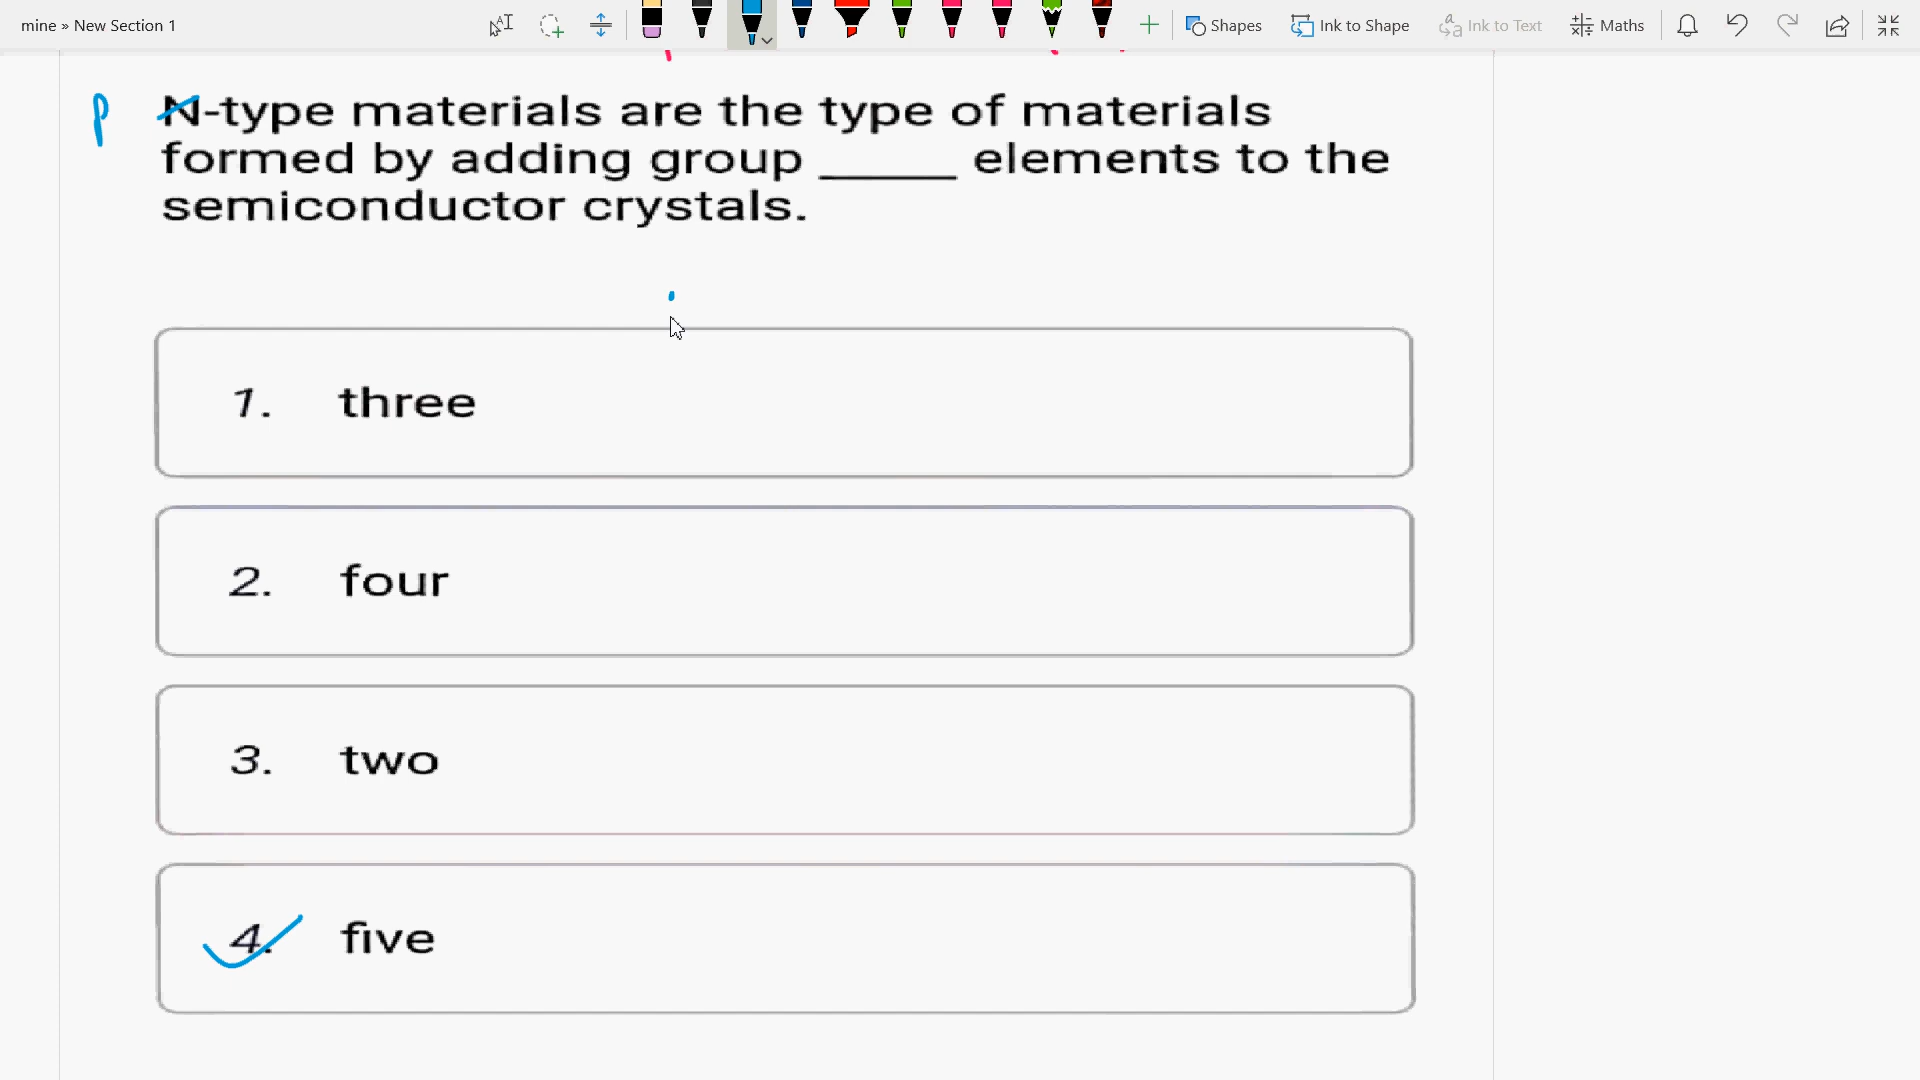 mine » New Section 1
Shapes
Ink to Shape
Ink to Text
Maths
P
N-type materials are the type of materials
formed by adding group ______ elements to the
semiconductor crystals.
1. three
2. four
3. two
4. five